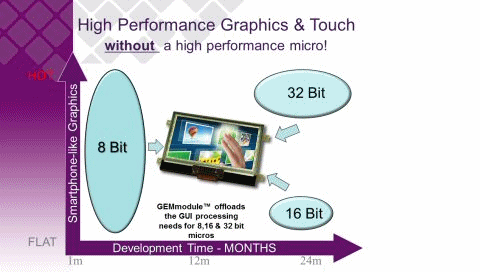 High Performance Graphics & Touch
without a high performance micro!
HOT
Smartphone-like Graphics
8 Bit
32 Bit
16 Bit
GEMmodule™ offloads
the GUI processing
needs for 8,16 & 32 bit
micros
FLAT
Development Time - MONTHS
1m
12m
24m